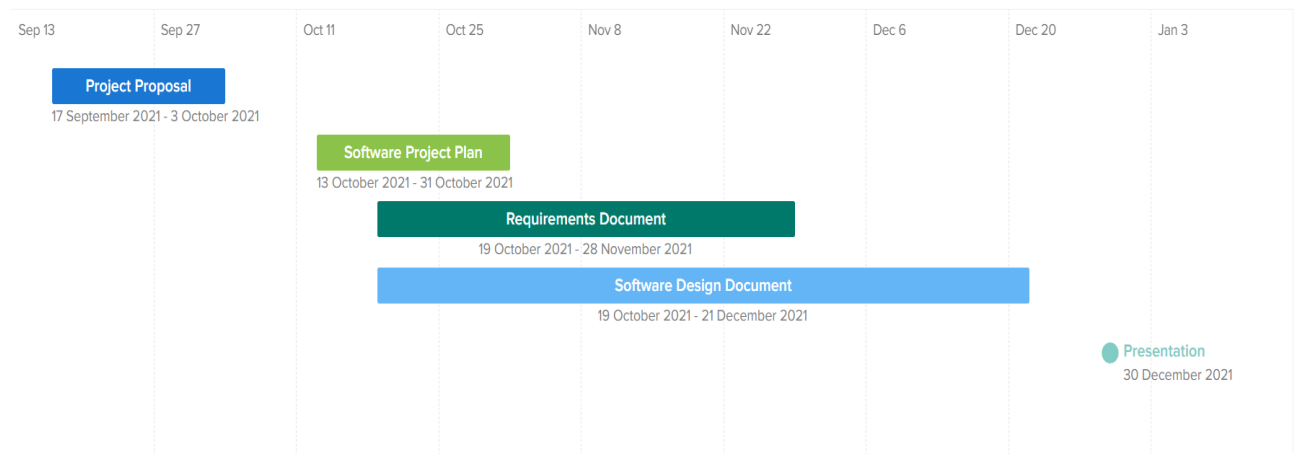 Sep 13 Sep 27 Oct 11 Oct 25 Nov 8 Nov 22 Dec 6 Dec 20 Jan 3
Project Proposal
17 September 2021 - 3 October 2021
Software Project Plan
13 October 2021 - 31 October 2021
Requirements Document
19 October 2021 - 28 November 2021
Software Design Document
19 October 2021 - 21 December 2021
Presentation
30 December 2021